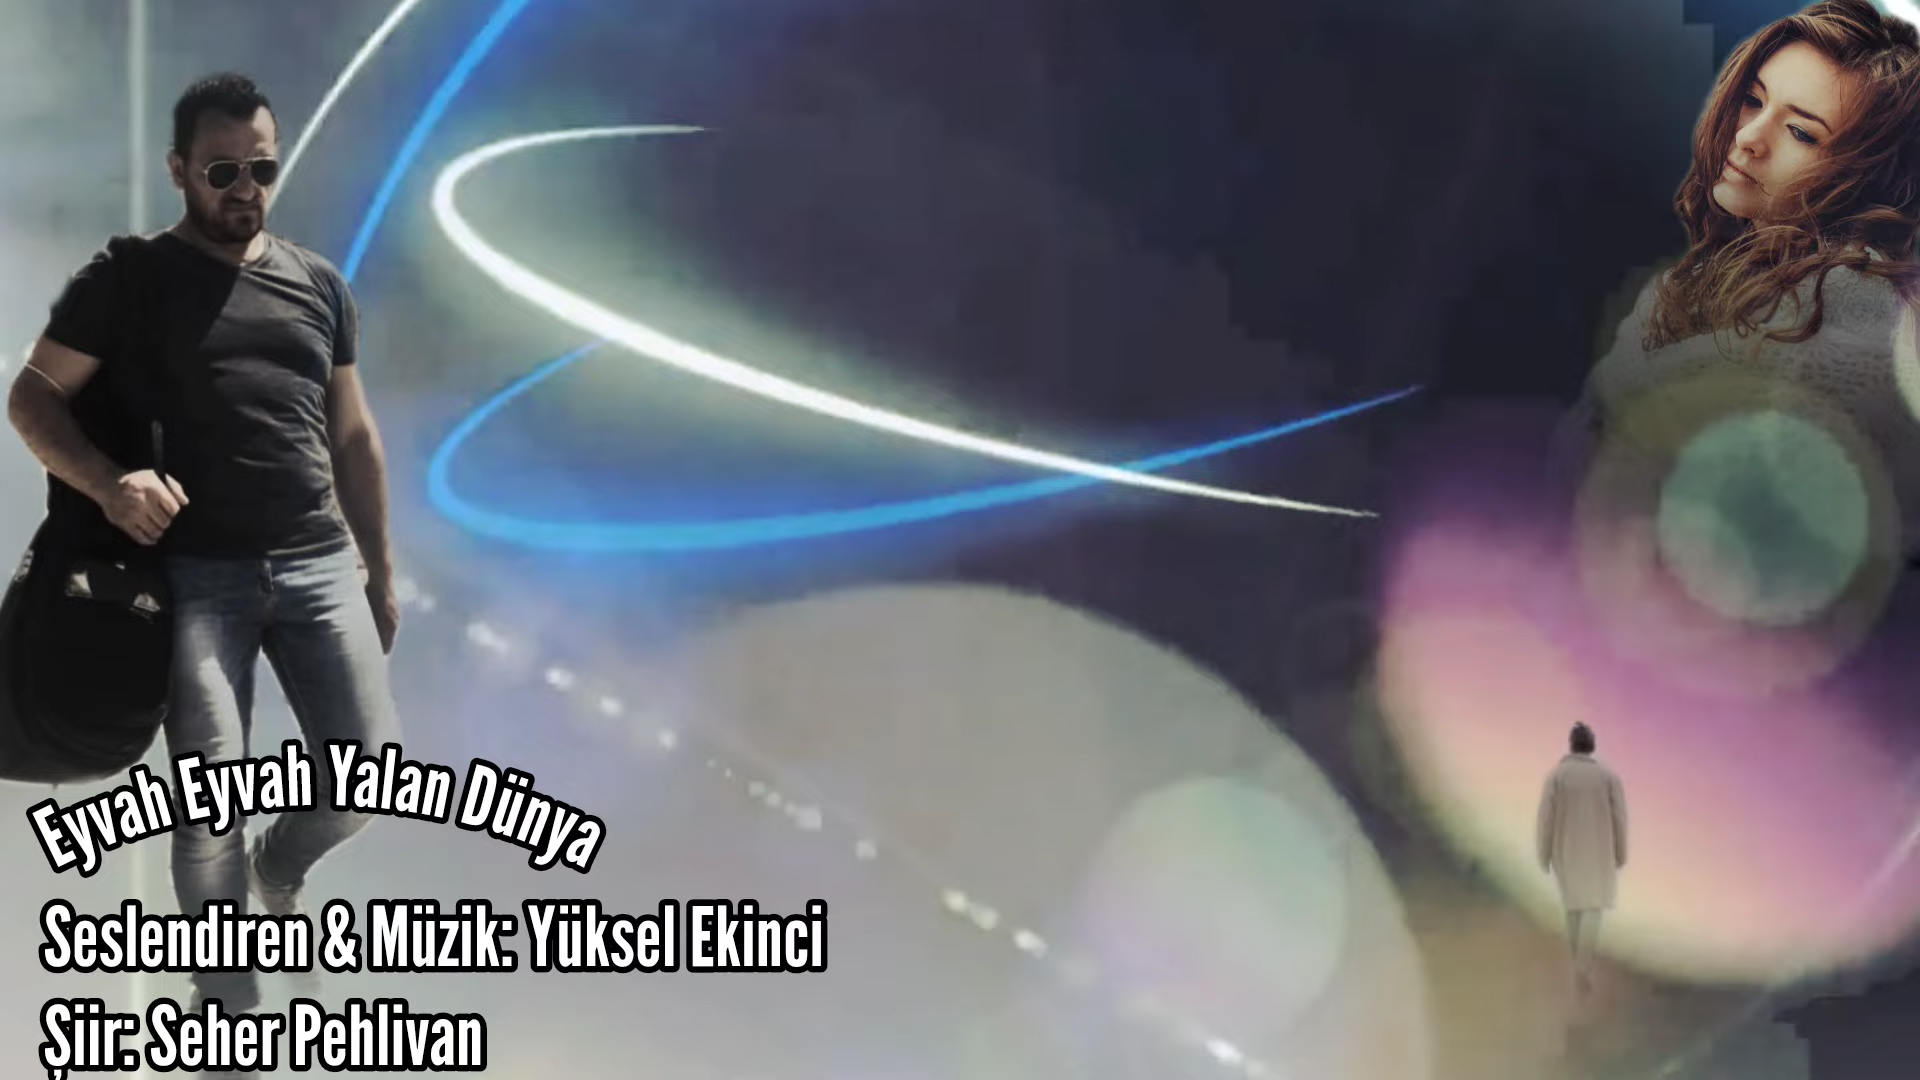 Eyvah Eyvah Yalan Dünya
Seslendiren & Müzik: Yüksel Ekinci
Şiir: Seher Pehlivan